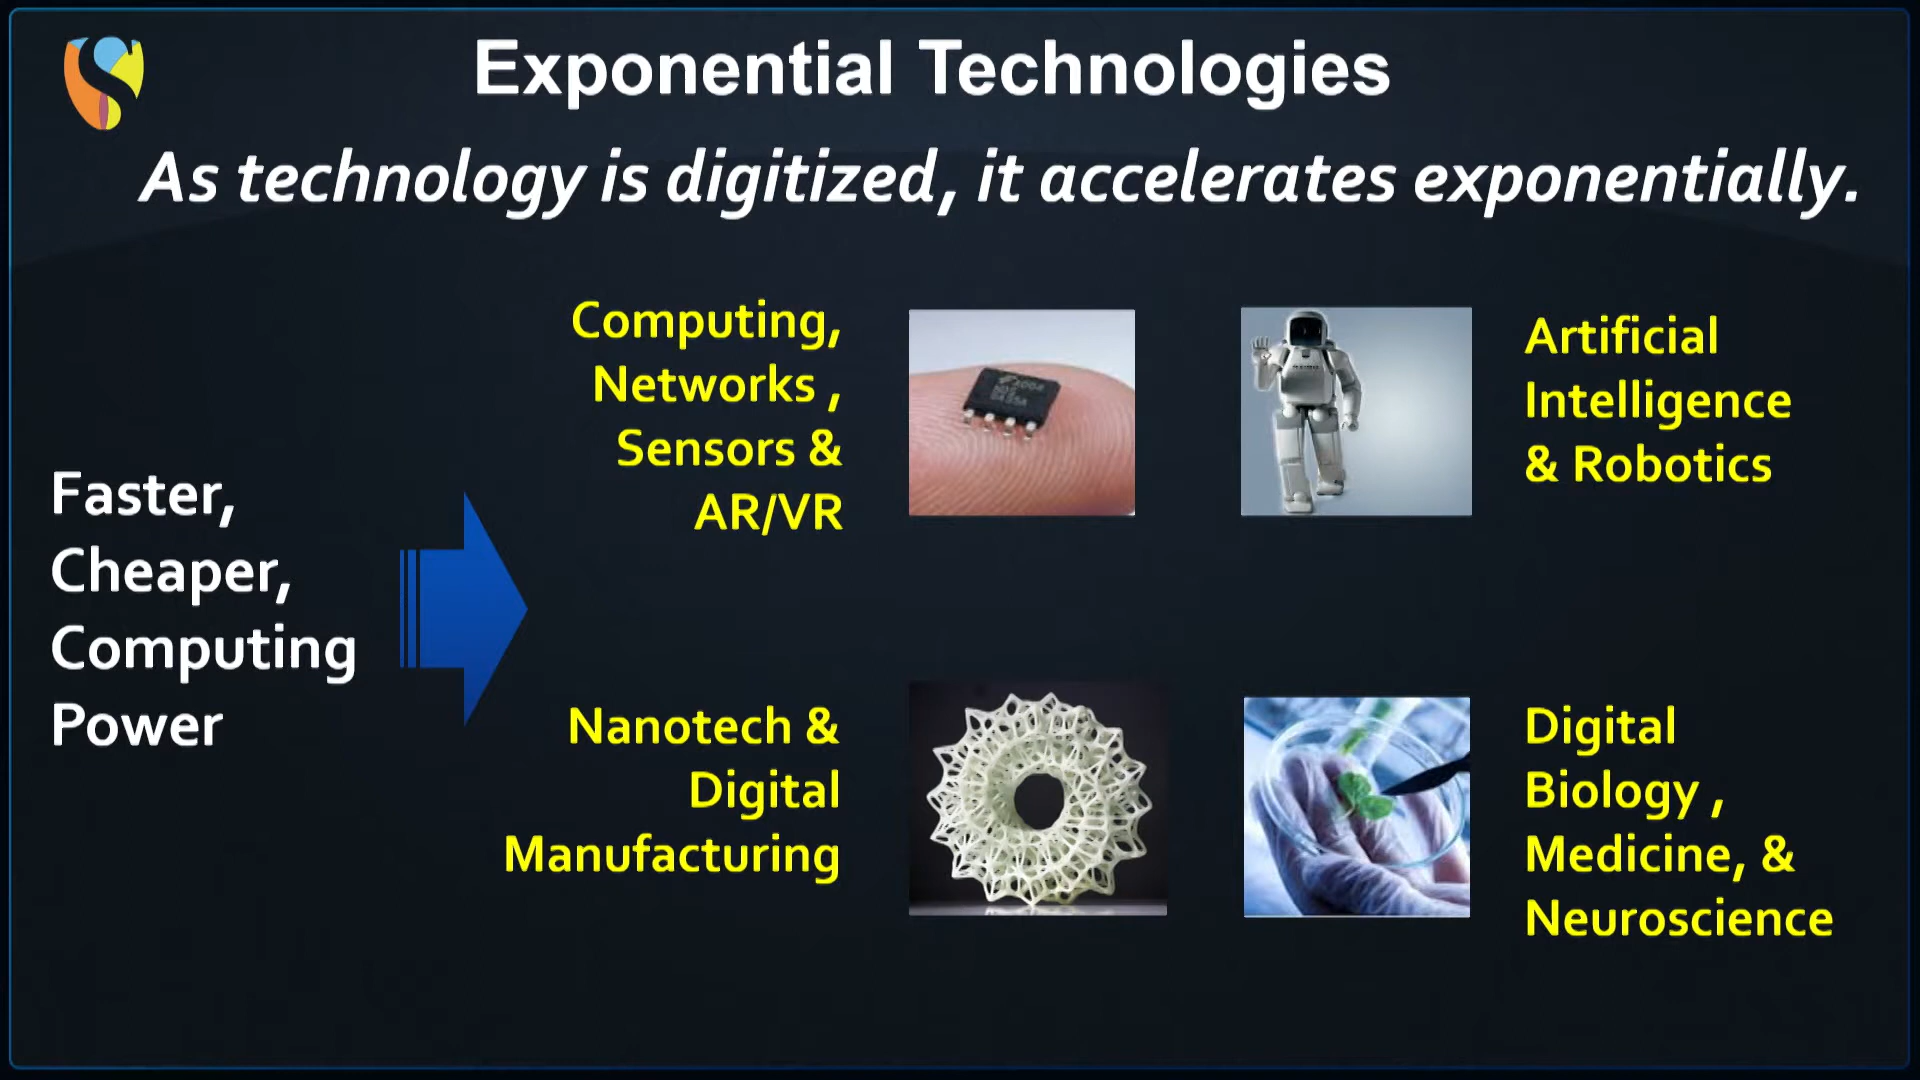 Exponential Technologies
As technology is digitized, it accelerates exponentially.
Faster,
Cheaper,
Computing
Power
Computing,
Networks ,
Sensors &
AR/VR
Artificial
Intelligence
& Robotics
Nanotech &
Digital
Manufacturing
Digital
Biology ,
Medicine, &
Neuroscience